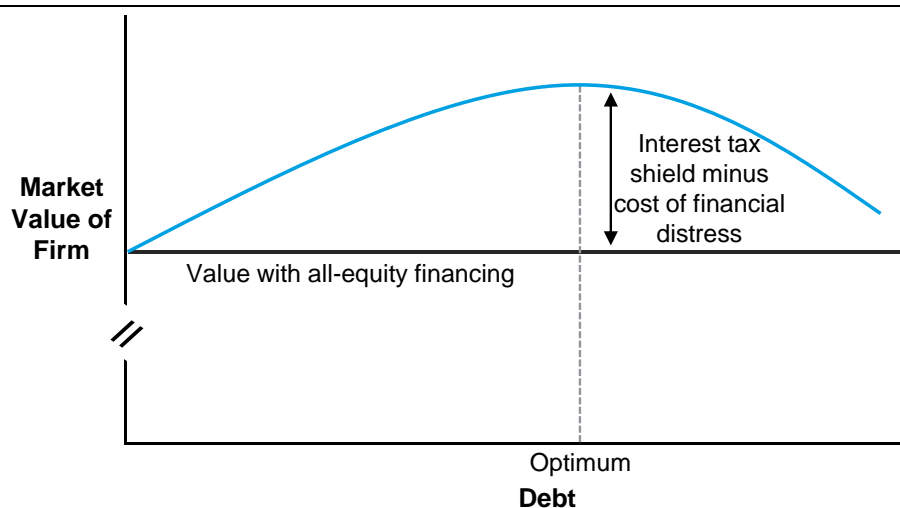 Market
Value of
Firm
Interest tax
shield minus
cost of financial
distress
Value with all-equity financing
Optimum
Debt